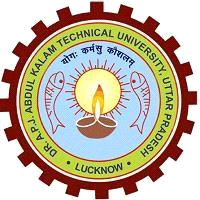 DR. A.P.J. ABDUL KALAM TECHNICAL UNIVERSITY, UTTAR PRADESH
योगः कर्मसु कौशलम्
LUCKNOW